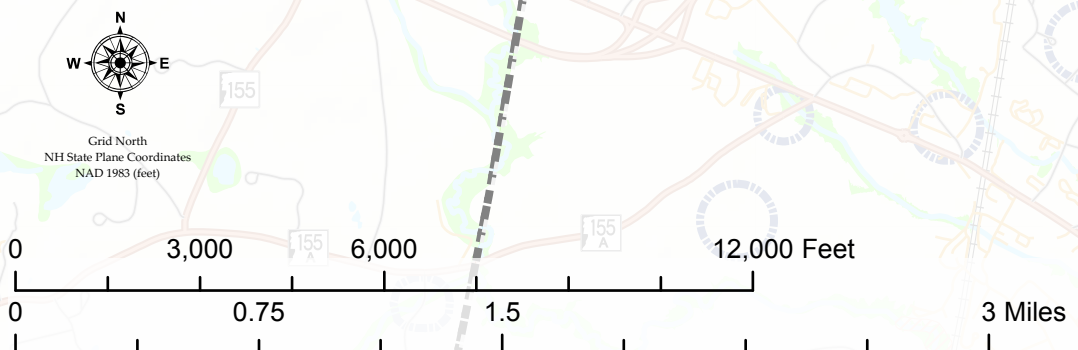 N
W E
S
155
Grid North
NH State Plane Coordinates
NAD 1983 (feet)
155
A
155
A
0 3,000 6,000 12,000 Feet
0 0.75 1.5 3 Miles